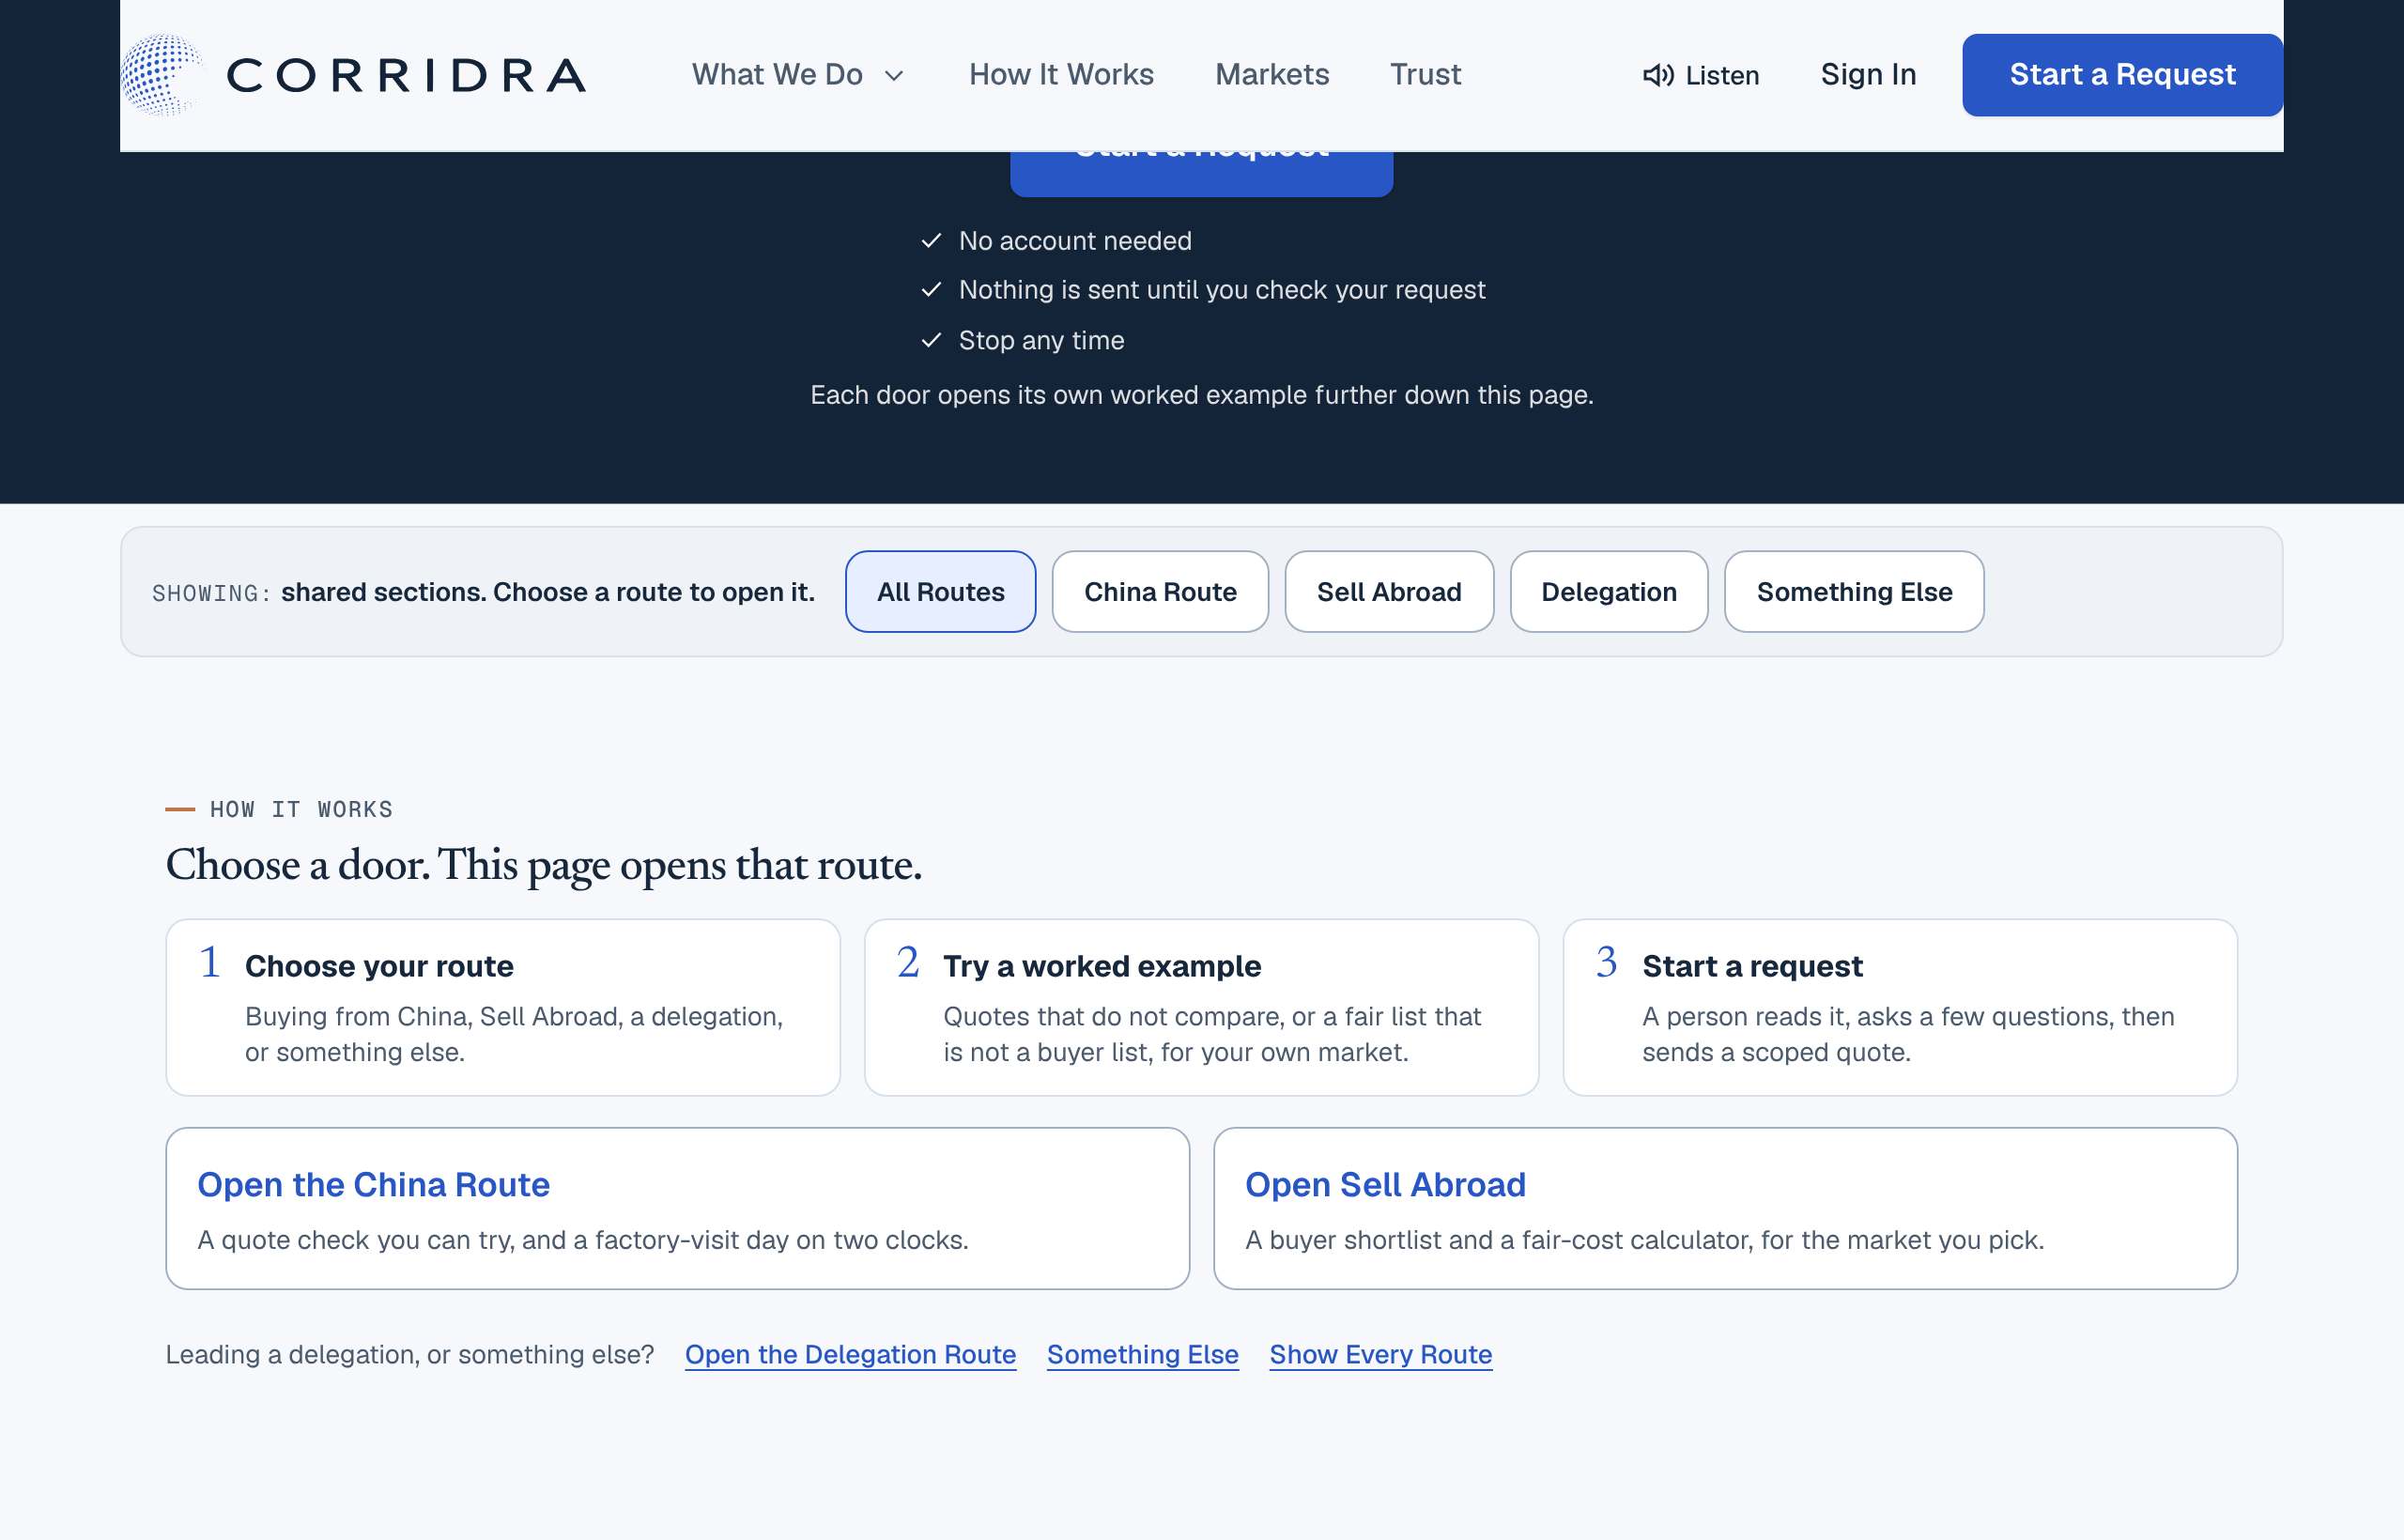 CORRIDRA
What We Do
How It Works
Markets
Trust
Listen
Sign In
Start a Request
Start a Request
No account needed
Nothing is sent until you check your request
Stop any time
Each door opens its own worked example further down this page.
SHOWING: shared sections. Choose a route to open it.
All Routes
China Route
Sell Abroad
Delegation
Something Else
HOW IT WORKS
Choose a door. This page opens that route.
1 Choose your route
Buying from China, Sell Abroad, a delegation,
or something else.
2 Try a worked example
Quotes that do not compare, or a fair list that
is not a buyer list, for your own market.
3 Start a request
A person reads it, asks a few questions, then
sends a scoped quote.
Open the China Route
A quote check you can try, and a factory-visit day on two clocks.
Open Sell Abroad
A buyer shortlist and a fair-cost calculator, for the market you pick.
Leading a delegation, or something else? Open the Delegation Route Something Else Show Every Route